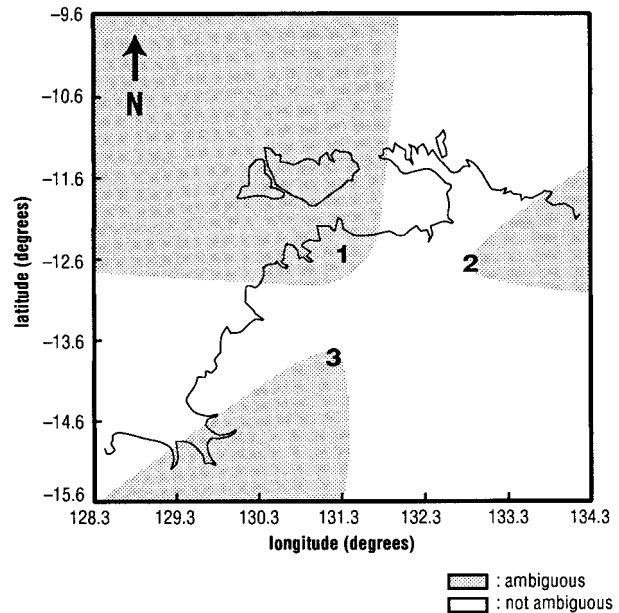 −9.6
−10.6
−11.6
−12.6
−13.6
−14.6
−15.6
latitude (degrees)
N
1
2
3
128.3 129.3 130.3 131.3 132.3 133.3 134.3
longitude (degrees)
: ambiguous
: not ambiguous